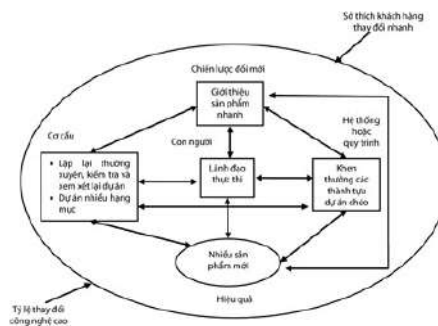 Sở thích khách hàng
thay đổi nhanh
Chiến lược đổi mới
Giới thiệu
sản phẩm
nhanh
Hệ thống
hoặc
quy trình
Cơ cấu
Con người
• Lặp lại thường
xuyên, kiểm tra và
xem xét lại dự án
• Dự án nhiều hạng
mục
Lãnh đạo
thực thi
Khen
thưởng các
thành tựu
dự án chéo
Nhiều sản
phẩm mới
Hiệu quả
Tỷ lệ thay đổi
công nghệ cao